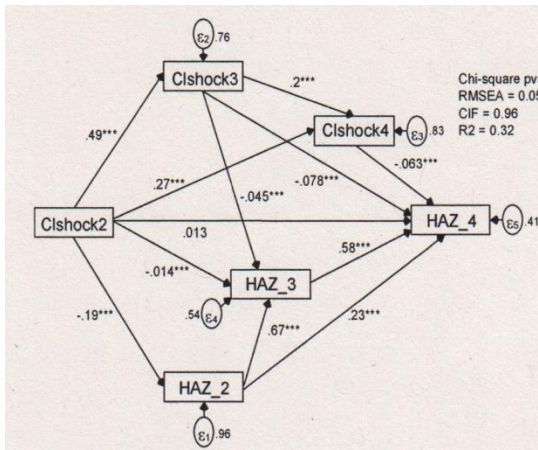 ε2 .76
Clshock3
.2***
Chi-square pv
RMSEA = 0.05
CIF = 0.96
R2 = 0.32
Clshock4
ε3 .83
.49***
.27***
-.063***
-.078***
-.045***
Clshock2
.013
HAZ_4
ε5 .41
-.014***
.58***
HAZ_3
.54 ε4
-.19***
.67***
.23***
HAZ_2
ε1 .96